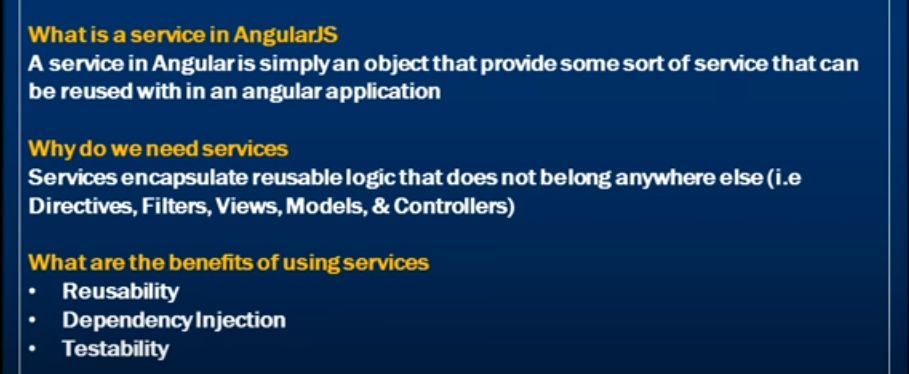 What is a service in AngularJS
A service in Angular is simply an object that provide some sort of service that can
be reused with in an angular application
Why do we need services
Services encapsulate reusable logic that does not belong anywhere else (i.e
Directives, Filters, Views, Models, & Controllers)
What are the benefits of using services
• Reusability
• Dependency Injection
• Testability